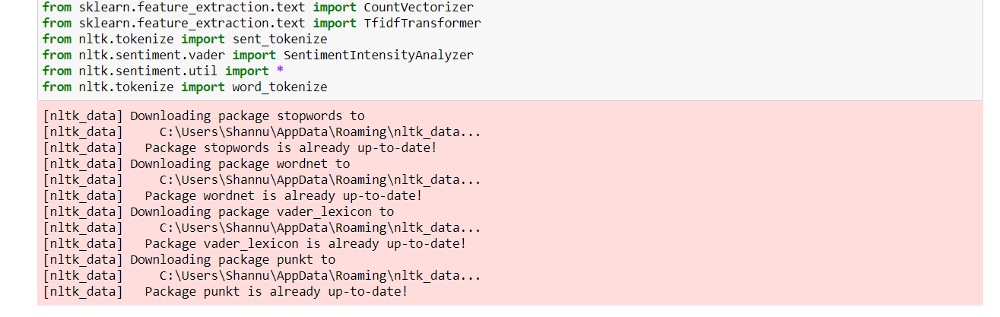 from sklearn.feature_extraction.text import CountVectorizer
from sklearn.feature_extraction.text import TfidfTransformer
from nltk.tokenize import sent_tokenize
from nltk.sentiment.vader import SentimentIntensityAnalyzer
from nltk.sentiment.util import *
from nltk.tokenize import word_tokenize
[nltk_data] Downloading package stopwords to
[nltk_data]     C:\Users\Shannu\AppData\Roaming\nltk_data...
[nltk_data]   Package stopwords is already up-to-date!
[nltk_data] Downloading package wordnet to
[nltk_data]     C:\Users\Shannu\AppData\Roaming\nltk_data...
[nltk_data]   Package wordnet is already up-to-date!
[nltk_data] Downloading package vader_lexicon to
[nltk_data]     C:\Users\Shannu\AppData\Roaming\nltk_data...
[nltk_data]   Package vader_lexicon is already up-to-date!
[nltk_data] Downloading package punkt to
[nltk_data]     C:\Users\Shannu\AppData\Roaming\nltk_data...
[nltk_data]   Package punkt is already up-to-date!